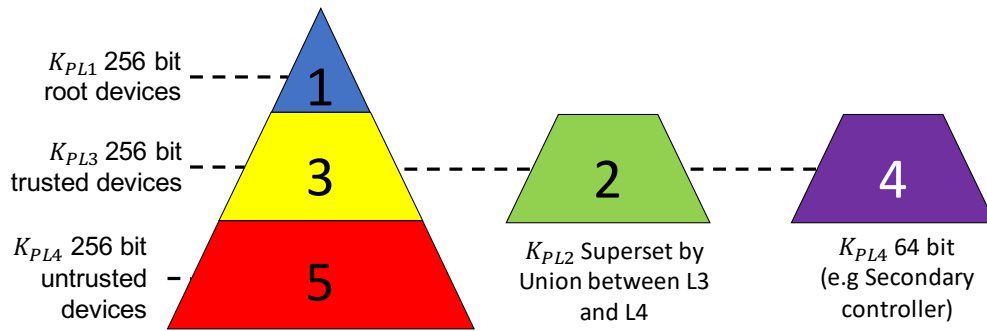 K_PL1 256 bit
root devices
1
K_PL3 256 bit
trusted devices
3
2
4
K_PL4 256 bit
untrusted
devices
5
K_PL2 Superset by
Union between L3
and L4
K_PL4 64 bit
(e.g Secondary
controller)